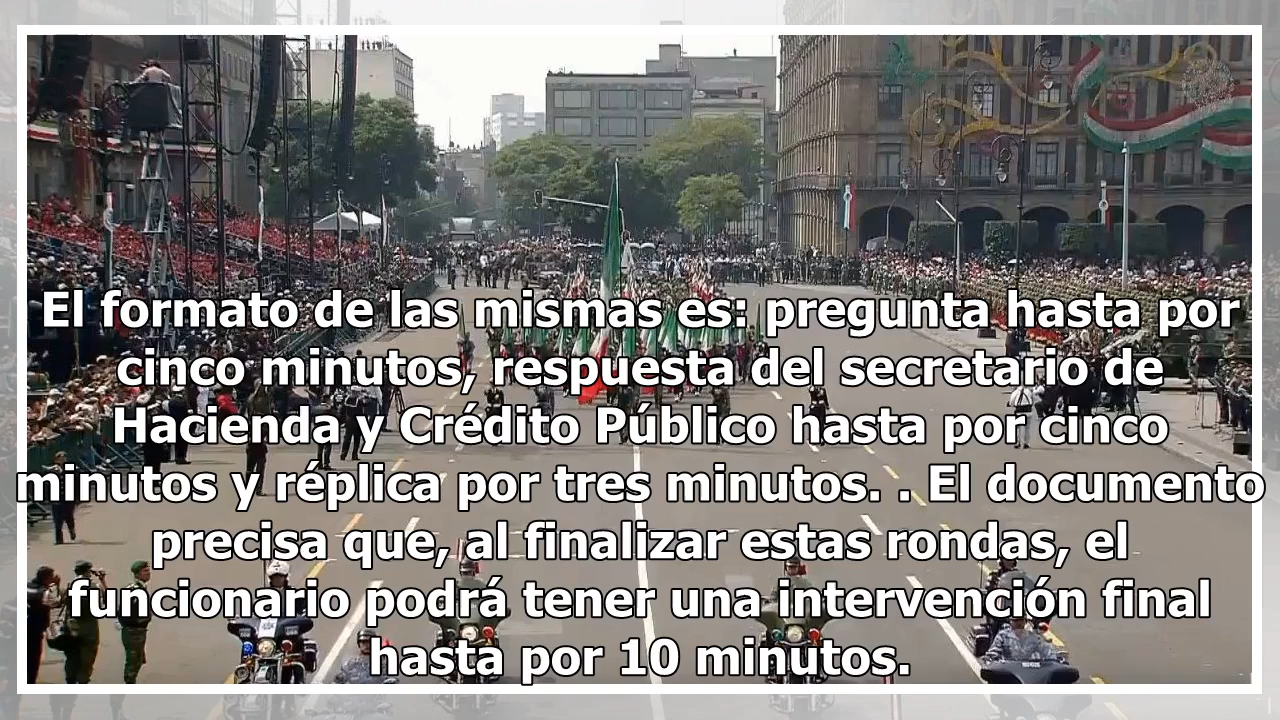 El formato de las mismas es: pregunta hasta por
cinco minutos, respuesta del secretario de
Hacienda y Crédito Público hasta por cinco
minutos y réplica por tres minutos. . El documento
precisa que, al finalizar estas rondas, el
funcionario podrá tener una intervención final
hasta por 10 minutos.